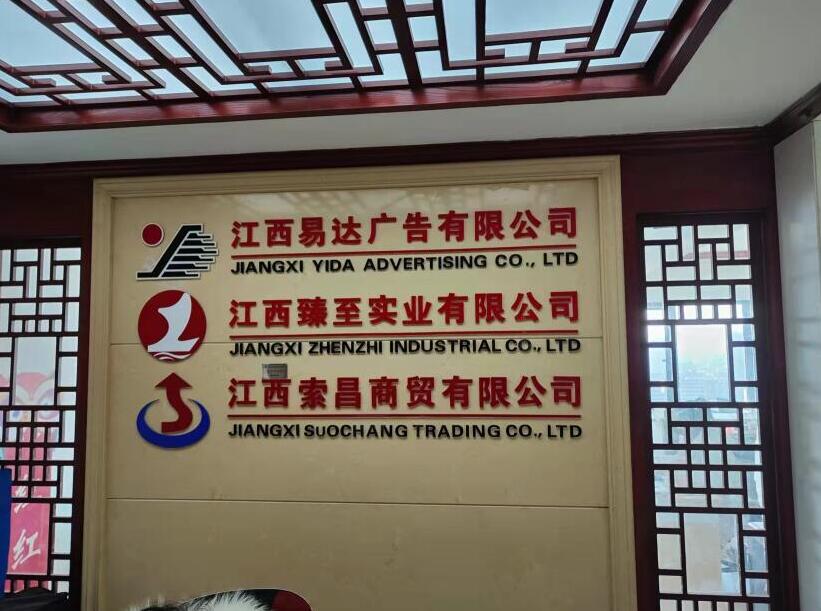 江西易达广告有限公司
JIANGXI YIDA ADVERTISING CO., LTD
江西臻至实业有限公司
JIANGXI ZHENZHI INDUSTRIAL CO., LTD
江西索昌商贸有限公司
JIANGXI SUOCHANG TRADING CO., LTD
红